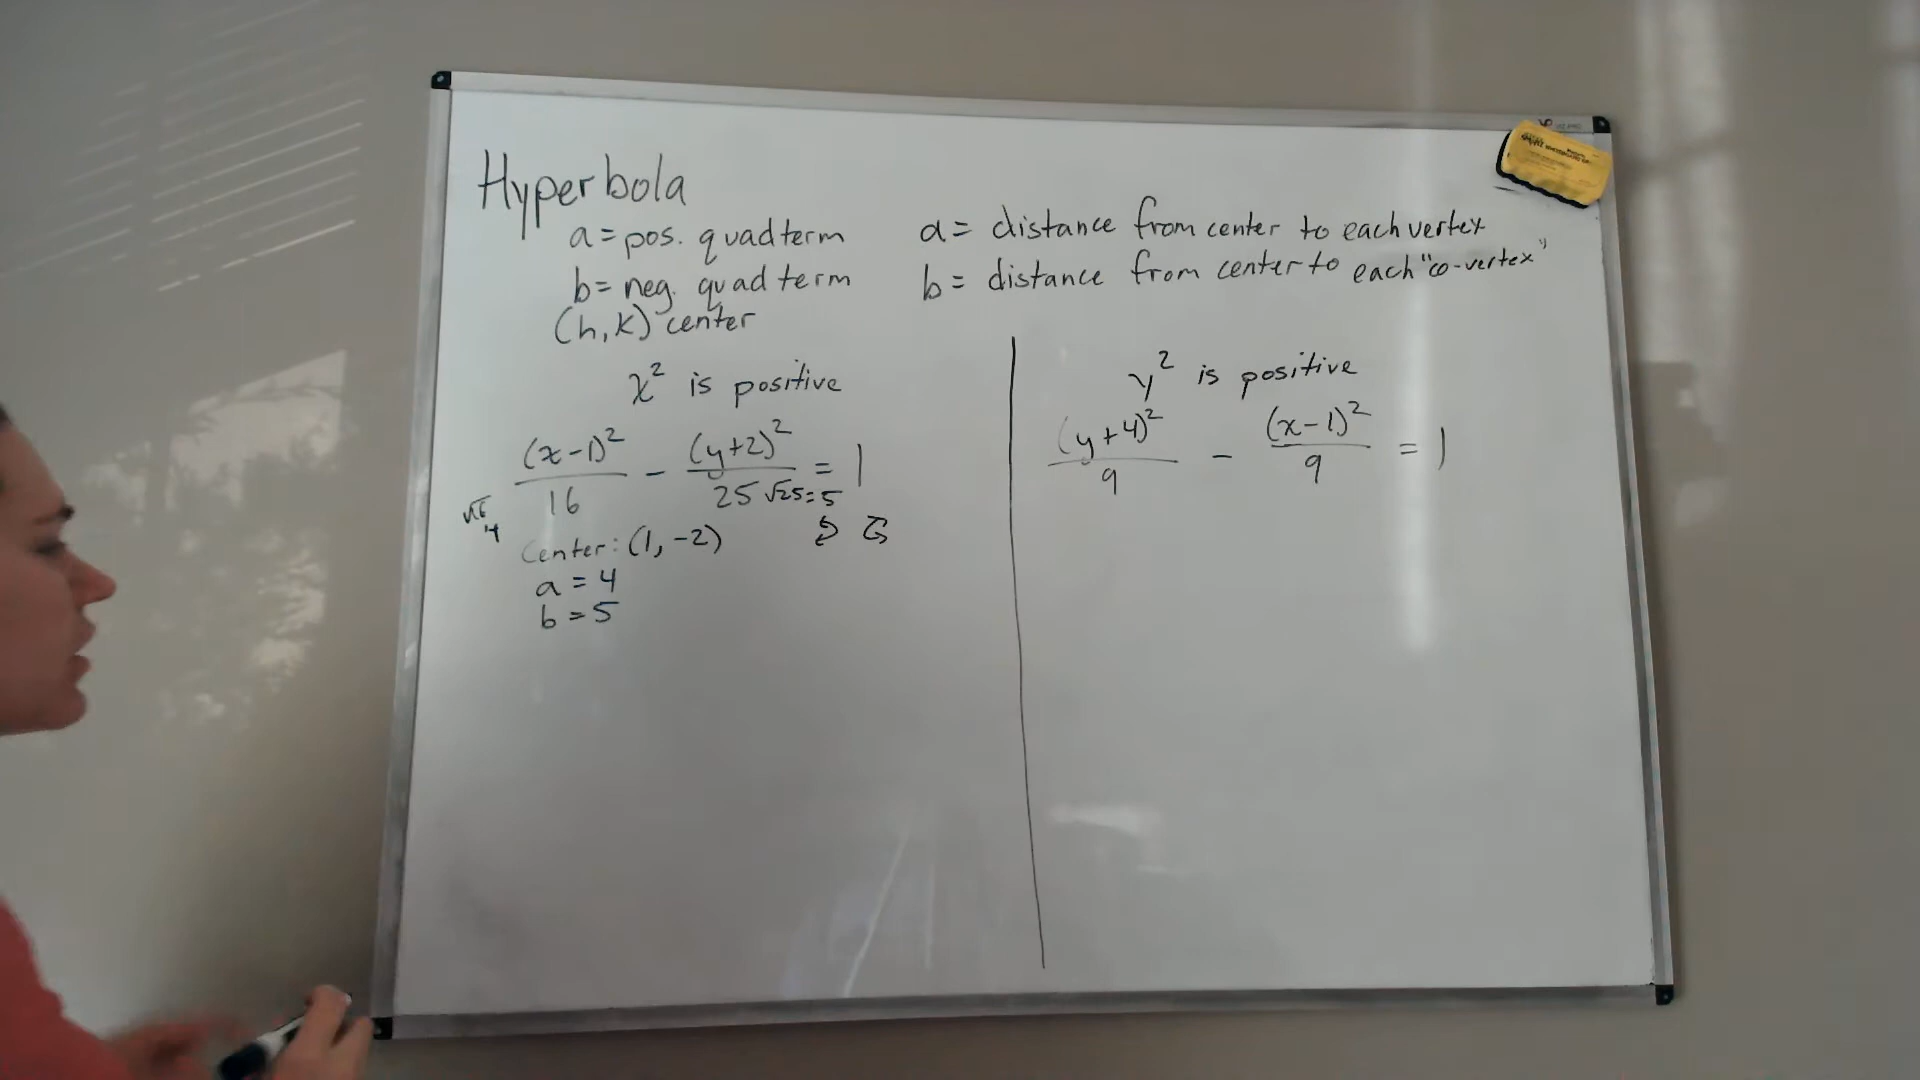 Hyperbola
a = pos. quad term
b = neg. quad term
(h, k) center
a = distance from center to each vertex
b = distance from center to each "co-vertex"
x² is positive
(x-1)²/16 - (y+2)²/25 = 1
√25 = 5
Center: (1, -2)
a = 4
b = 5
y² is positive
(y+4)²/9 - (x-1)²/9 = 1